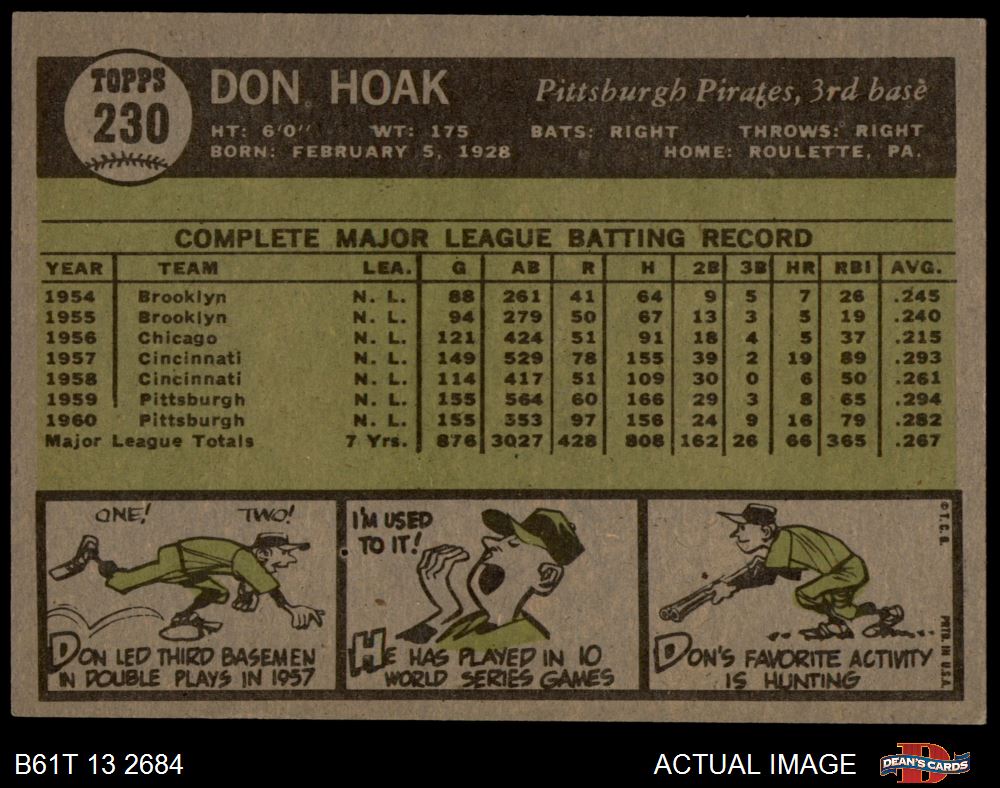 TOPPS
230
DON HOAK
Pittsburgh Pirates, 3rd base
HT: 6'0" WT: 175 BATS: RIGHT THROWS: RIGHT
BORN: FEBRUARY 5, 1928 HOME: ROULETTE, PA.
COMPLETE MAJOR LEAGUE BATTING RECORD
YEAR TEAM LEA. G AB R H 2B 3B HR RBI AVG.
1954 Brooklyn N. L. 88 261 41 64 9 5 7 26 .245
1955 Brooklyn N. L. 94 279 50 67 13 3 5 19 .240
1956 Chicago N. L. 121 424 51 91 18 4 5 37 .215
1957 Cincinnati N. L. 149 529 78 155 39 2 19 89 .293
1958 Cincinnati N. L. 114 417 51 109 30 0 6 50 .261
1959 Pittsburgh N. L. 155 564 60 166 29 3 8 65 .294
1960 Pittsburgh N. L. 155 353 97 156 24 9 16 79 .282
Major League Totals 7 Yrs. 876 3027 428 808 162 26 66 365 .267
ONE! TWO!
DON LED THIRD BASEMEN
IN DOUBLE PLAYS IN 1957
I'M USED
TO IT!
HE HAS PLAYED IN 10
WORLD SERIES GAMES
DON'S FAVORITE ACTIVITY
IS HUNTING
© T. C. G.
PRTD. IN U.S.A.
B61T 13 2684
ACTUAL IMAGE
DEAN'S CARDS